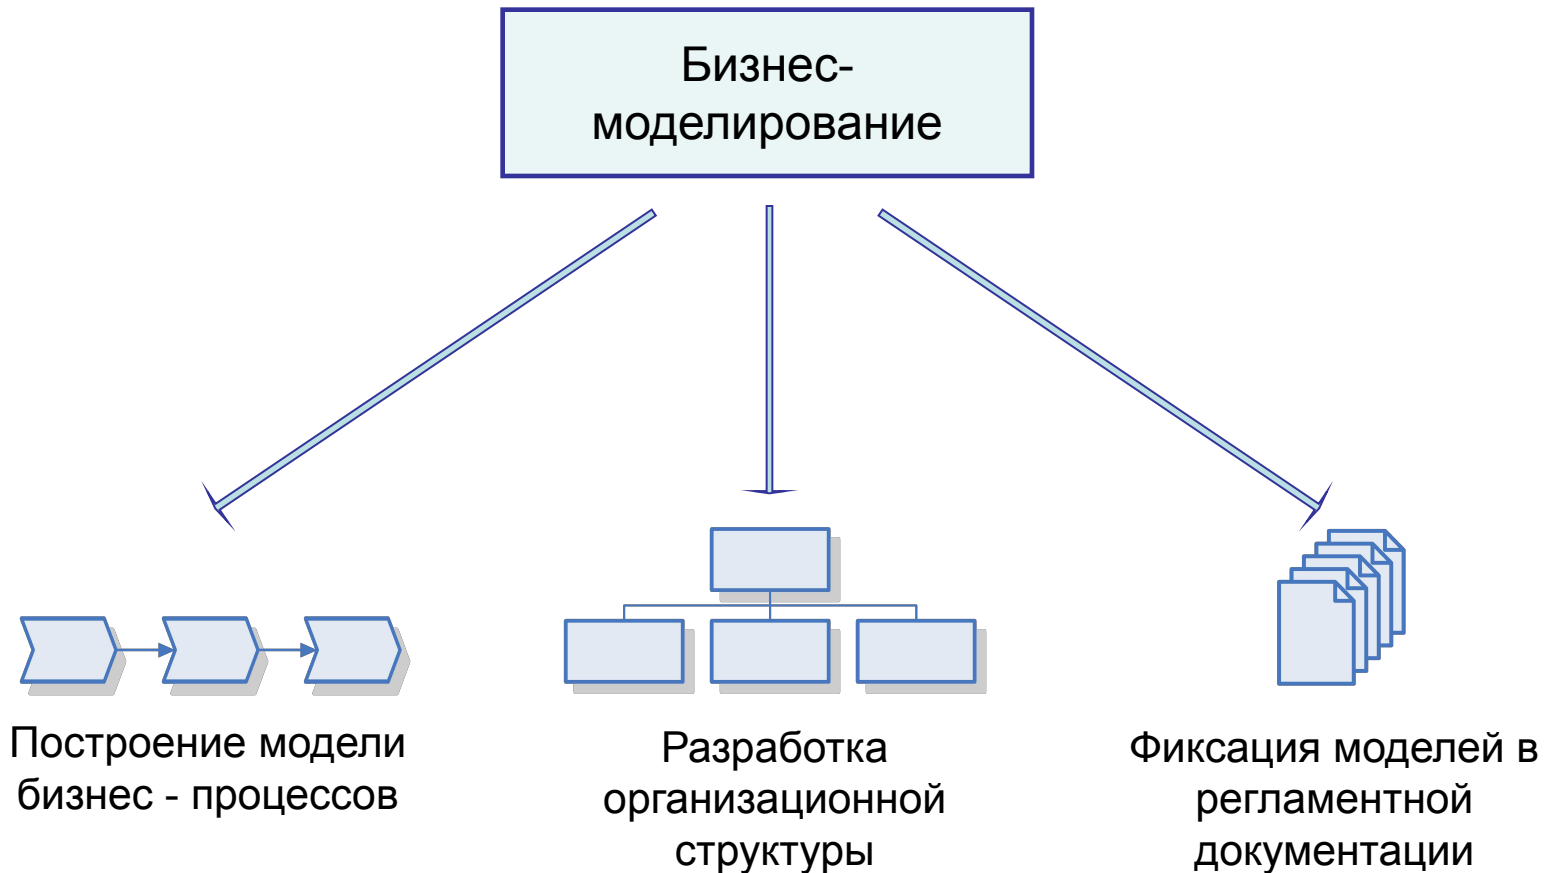 Бизнес-
моделирование
Построение модели
бизнес - процессов
Разработка
организационной
структуры
Фиксация моделей в
регламентной
документации